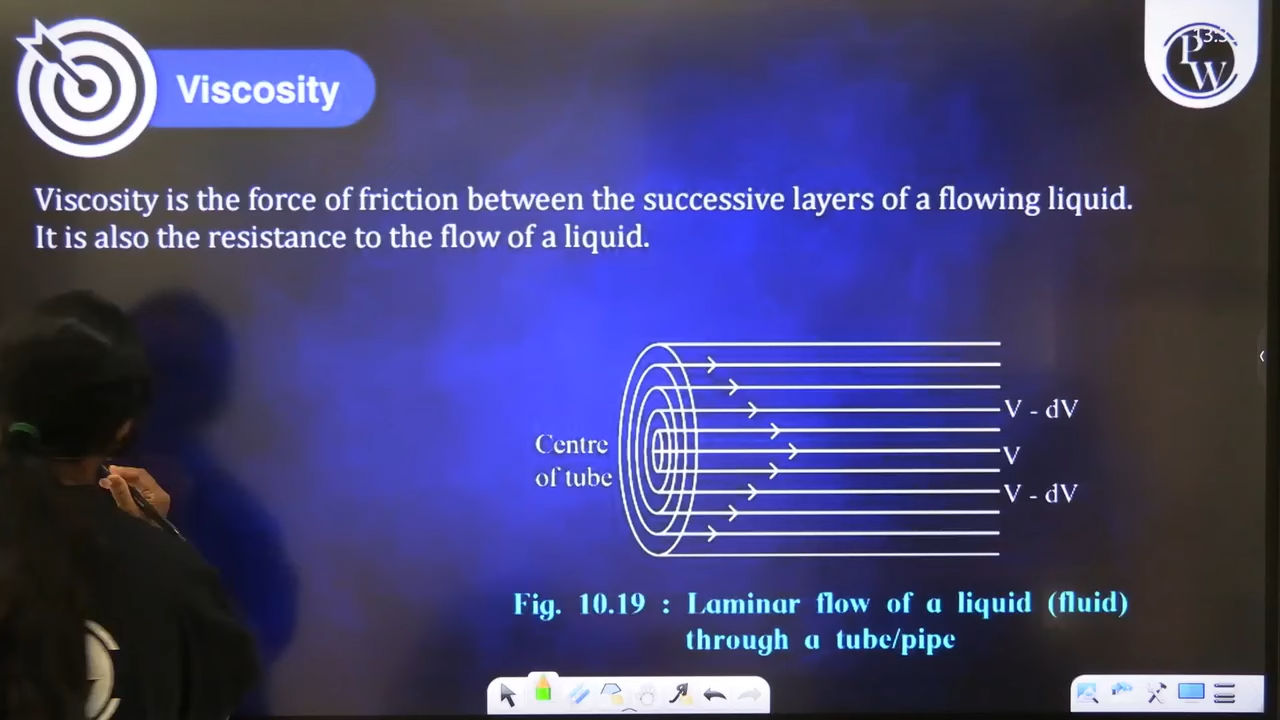 Viscosity
PW
Viscosity is the force of friction between the successive layers of a flowing liquid.
It is also the resistance to the flow of a liquid.
V - dV
Centre
of tube
V
V - dV
Fig. 10.19 : Laminar flow of a liquid (fluid)
through a tube/pipe